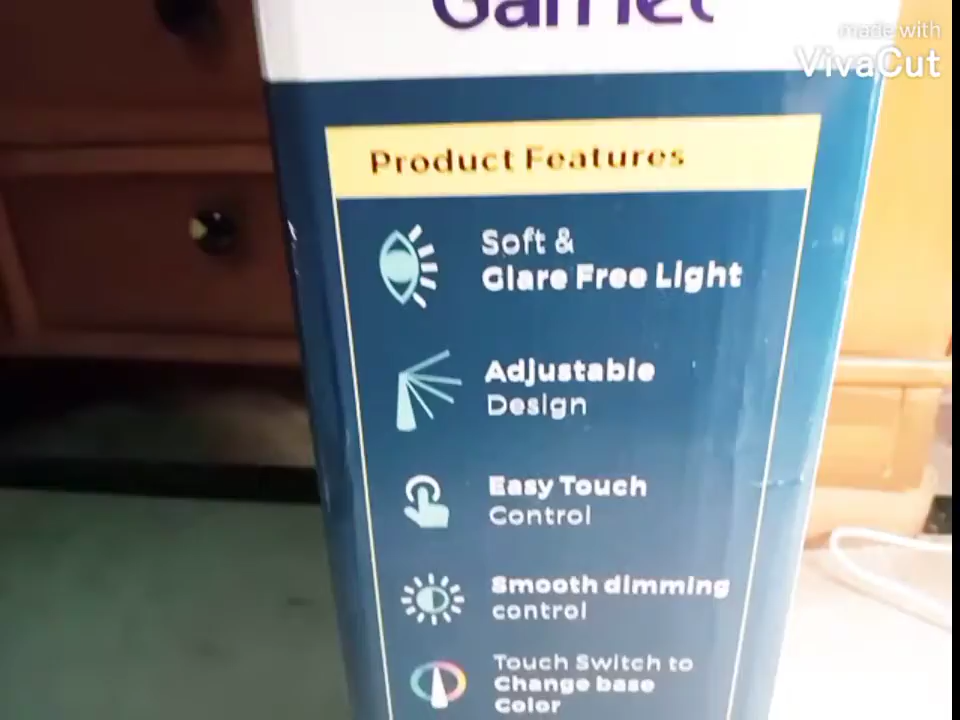 Garnet
made with
VivaCut
Product Features
Soft &
Glare Free Light
Adjustable
Design
Easy Touch
Control
Smooth dimming
control
Touch Switch to
Change base
Color